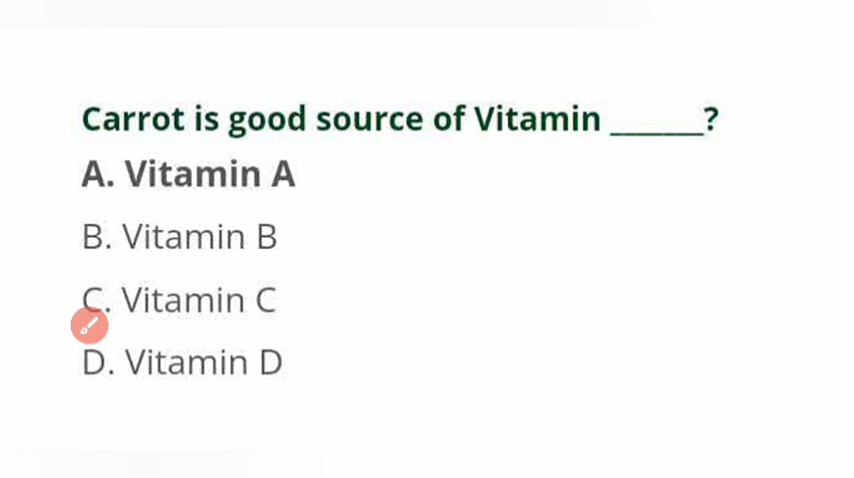 Carrot is good source of Vitamin ______?
A. Vitamin A
B. Vitamin B
C. Vitamin C
D. Vitamin D